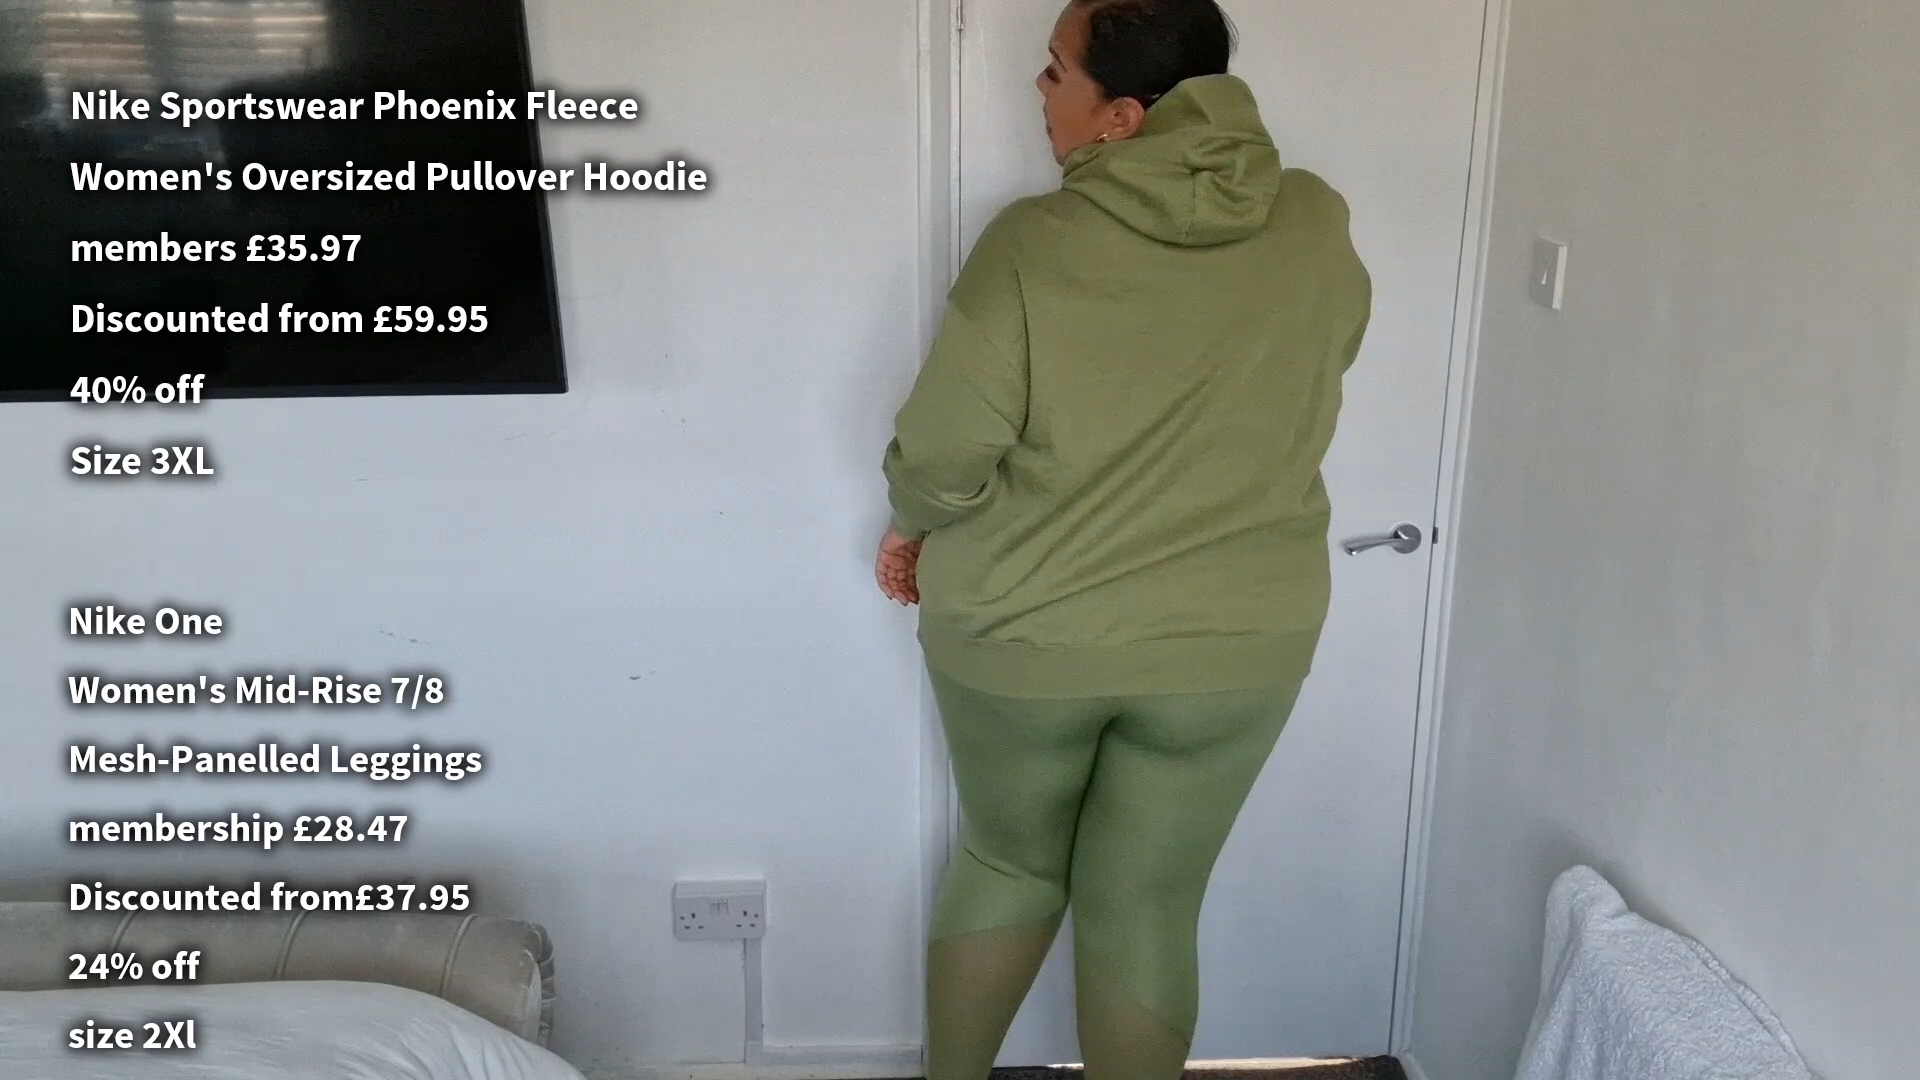 Nike Sportswear Phoenix Fleece
Women's Oversized Pullover Hoodie
members £35.97
Discounted from £59.95
40% off
Size 3XL
Nike One
Women's Mid-Rise 7/8
Mesh-Panelled Leggings
membership £28.47
Discounted from£37.95
24% off
size 2Xl